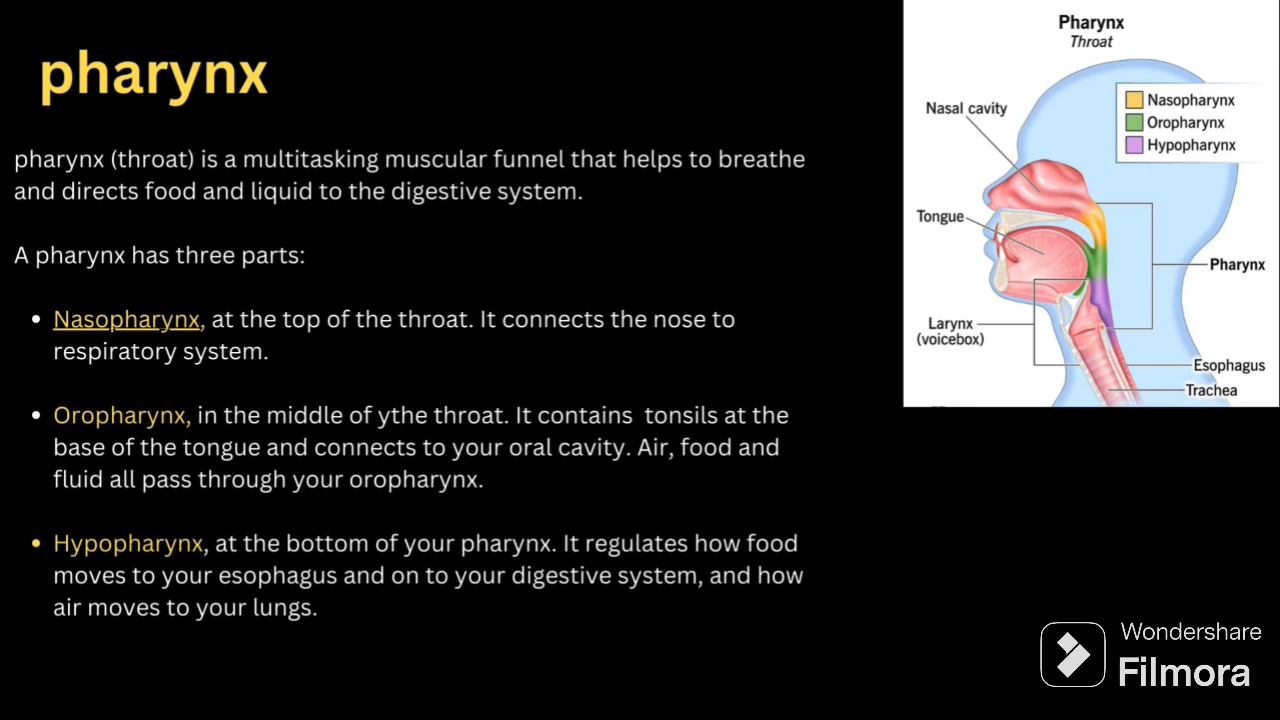 pharynx
pharynx (throat) is a multitasking muscular funnel that helps to breathe
and directs food and liquid to the digestive system.
A pharynx has three parts:
• Nasopharynx, at the top of the throat. It connects the nose to
respiratory system.
• Oropharynx, in the middle of ythe throat. It contains  tonsils at the
base of the tongue and connects to your oral cavity. Air, food and
fluid all pass through your oropharynx.
• Hypopharynx, at the bottom of your pharynx. It regulates how food
moves to your esophagus and on to your digestive system, and how
air moves to your lungs.
Pharynx
Throat
Nasopharynx
Oropharynx
Hypopharynx
Nasal cavity
Tongue
Pharynx
Larynx
(voicebox)
Esophagus
Trachea
Wondershare
Filmora